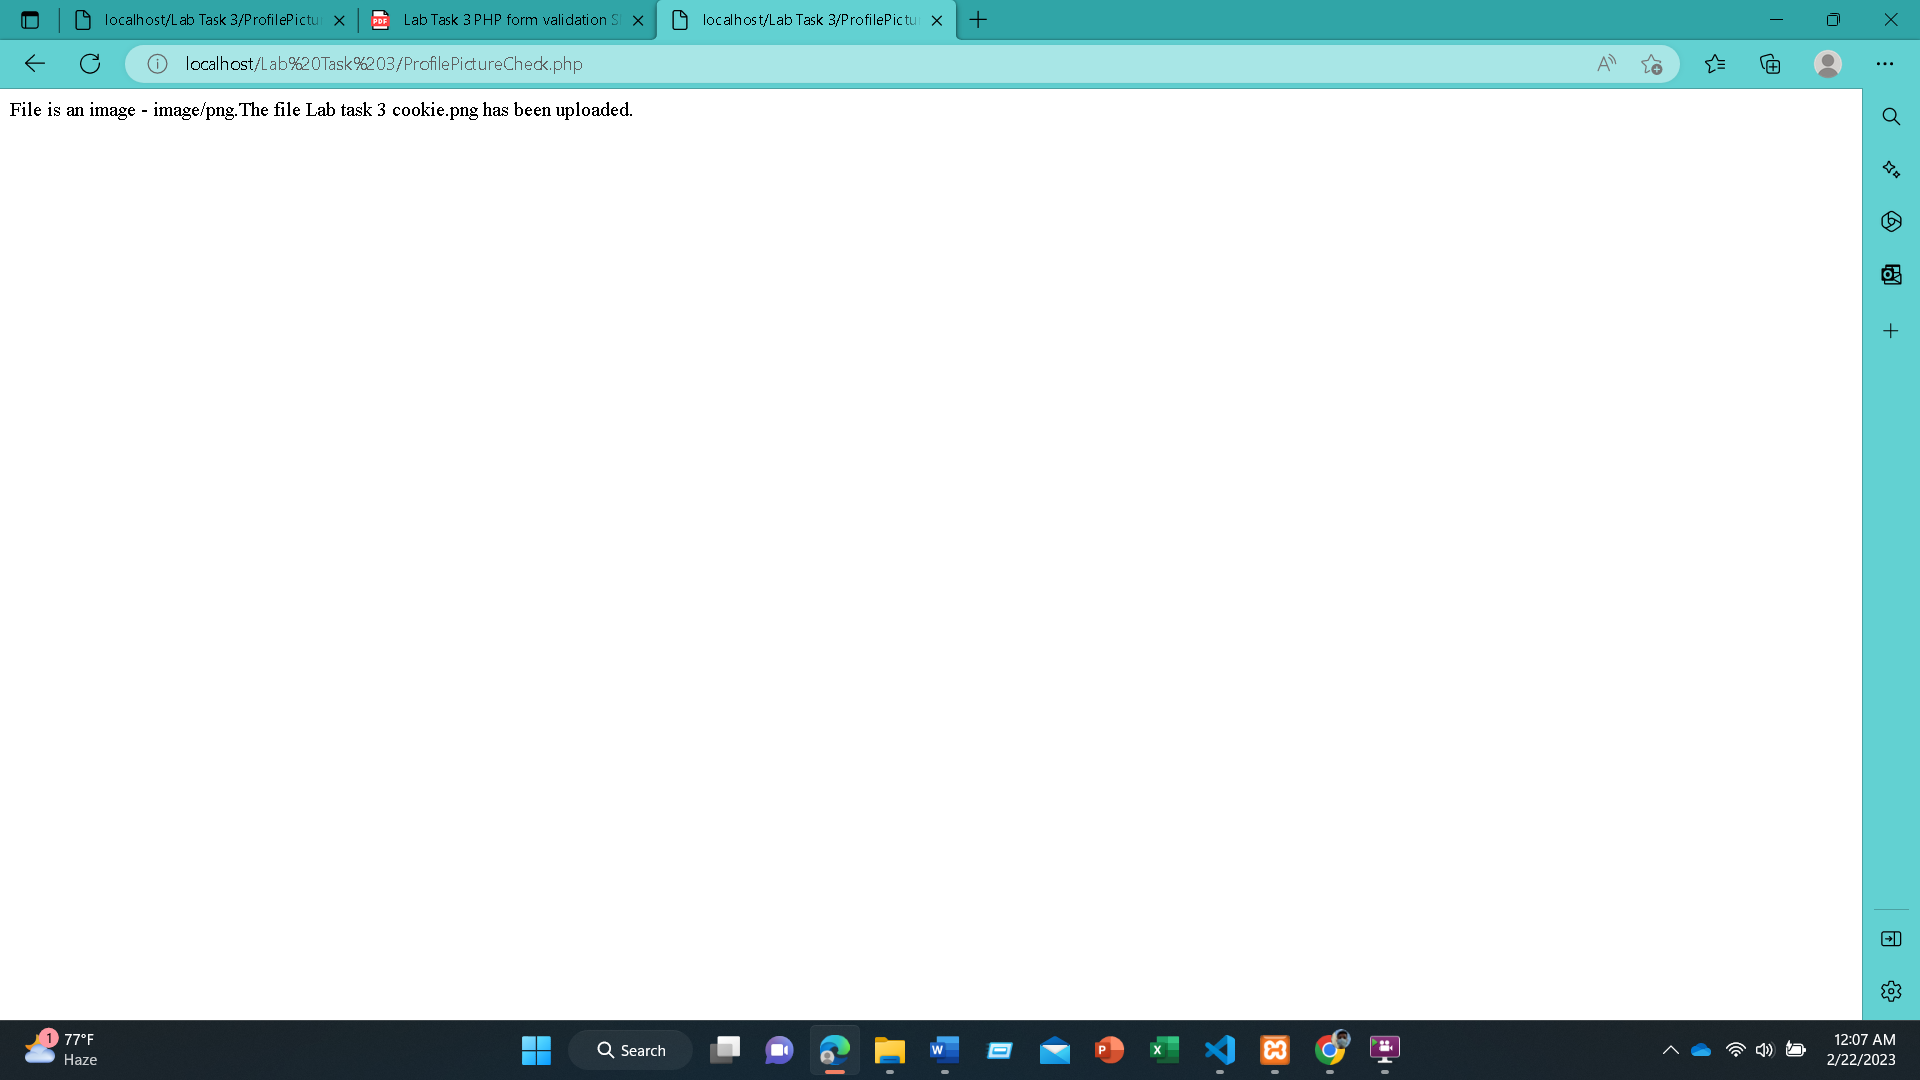 localhost/Lab Task 3/ProfilePictu
PDF
Lab Task 3 PHP form validation S
localhost/Lab Task 3/ProfilePictu
localhost/Lab%20Task%203/ProfilePictureCheck.php
File is an image - image/png.The file Lab task 3 cookie.png has been uploaded.
1
77°F
Haze
Search
12:07 AM
2/22/2023